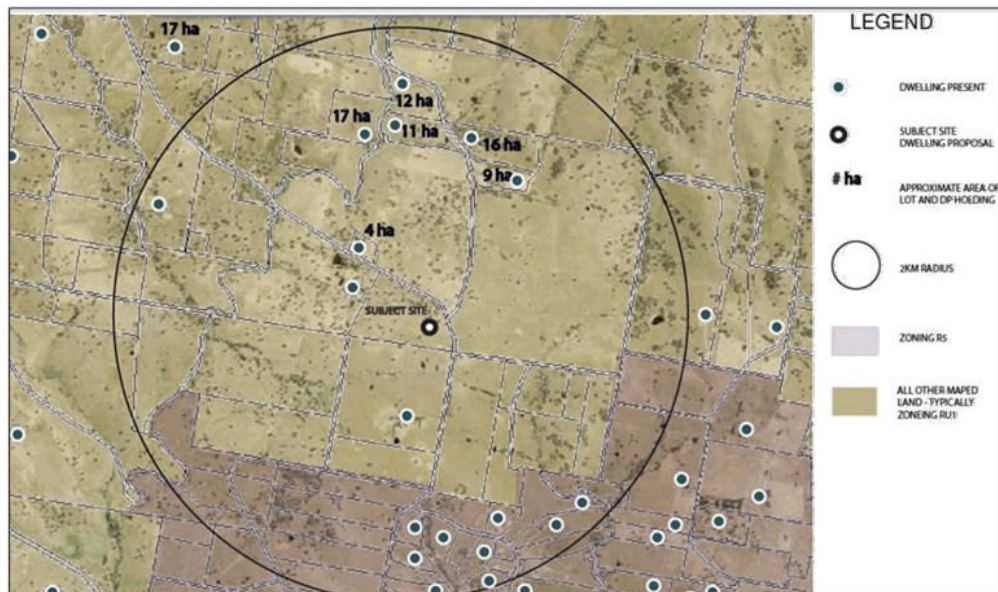 LEGEND
17 ha
12 ha
17 ha
11 ha
16 ha
9 ha
4 ha
SUBJECT SITE
DWELLING PRESENT
SUBJECT SITE
DWELLING PROPOSAL
# ha
APPROXIMATE AREA OF
LOT AND DP HOLDING
2KM RADIUS
ZONING R5
ALL OTHER MAPED
LAND - TYPICALLY
ZONEING RU1